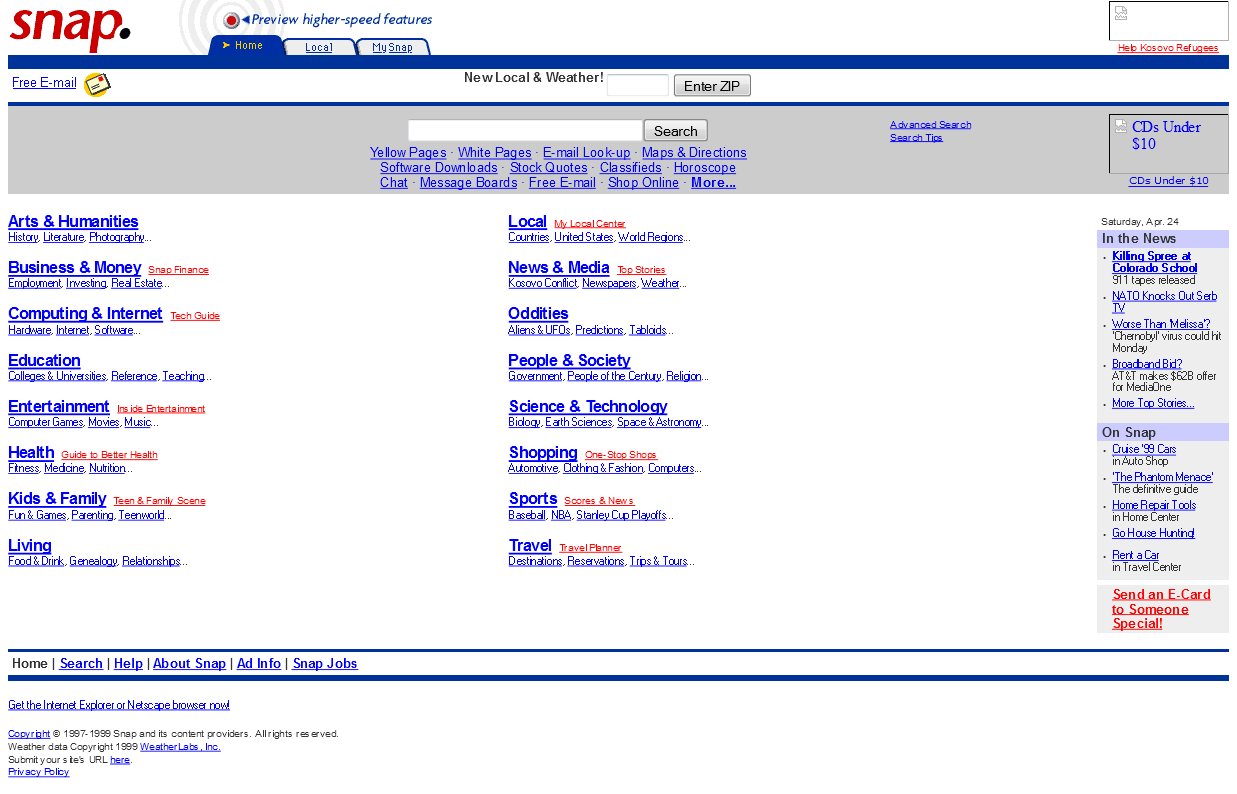 snap.
Preview higher-speed features
Home Local My Snap
Help Kosovo Refugees
Free E-mail
New Local & Weather! Enter ZIP
Search
Advanced Search
Search Tips
CDs Under $10
CDs Under $10
Yellow Pages · White Pages · E-mail Look-up · Maps & Directions
Software Downloads · Stock Quotes · Classifieds · Horoscope
Chat · Message Boards · Free E-mail · Shop Online · More...
Arts & Humanities
History, Literature, Photography...
Business & Money Snap Finance
Employment, Investing, Real Estate...
Computing & Internet Tech Guide
Hardware, Internet, Software...
Education
Colleges & Universities, Reference, Teaching...
Entertainment Inside Entertainment
Computer Games, Movies, Music...
Health Guide to Better Health
Fitness, Medicine, Nutrition...
Kids & Family Teen & Family Scene
Fun & Games, Parenting, Teenworld...
Living
Food & Drink, Genealogy, Relationships...
Local My Local Center
Countries, United States, World Regions...
News & Media Top Stories
Kosovo Conflict, Newspapers, Weather...
Oddities
Aliens & UFOs, Predictions, Tabloids...
People & Society
Government, People of the Century, Religion...
Science & Technology
Biology, Earth Sciences, Space & Astronomy...
Shopping One-Stop Shops
Automotive, Clothing & Fashion, Computers...
Sports Scores & News
Baseball, NBA, Stanley Cup Playoffs...
Travel Travel Planner
Destinations, Reservations, Trips & Tours...
Saturday, Apr. 24
In the News
· Killing Spree at
Colorado School
911 tapes released
· NATO Knocks Out Serb
TV
· Worse Than 'Melissa'?
'Chernobyl' virus could hit
Monday
· Broadband Bid?
AT&T makes $62B offer
for MediaOne
· More Top Stories...
On Snap
· Cruise '99 Cars
in Auto Shop
· 'The Phantom Menace'
The definitive guide
· Home Repair Tools
in Home Center
· Go House Hunting!
· Rent a Car
in Travel Center
Send an E-Card
to Someone
Special!
Home | Search | Help | About Snap | Ad Info | Snap Jobs
Get the Internet Explorer or Netscape browser now!
Copyright © 1997-1999 Snap and its content providers. All rights reserved.
Weather data Copyright 1999 WeatherLabs, Inc.
Submit your site's URL here.
Privacy Policy